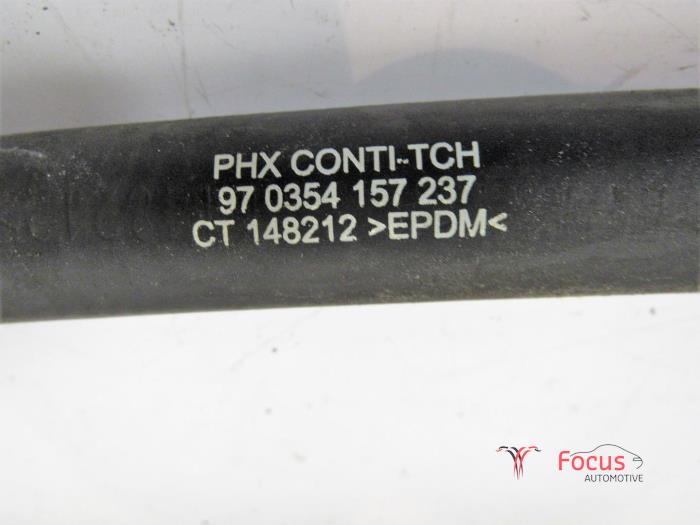 PHX CONTI-TCH
97 0354 157 237
CT 148212 >EPDM<
Focus
AUTOMOTIVE